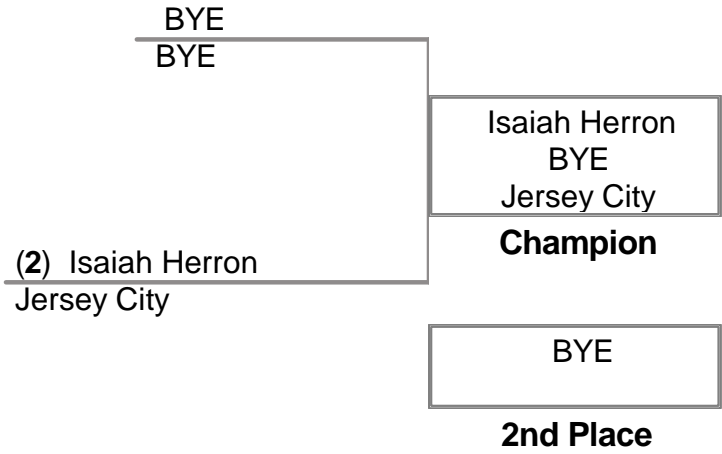 BYE
BYE
Isaiah Herron
BYE
Jersey City
Champion
(2) Isaiah Herron
Jersey City
BYE
2nd Place